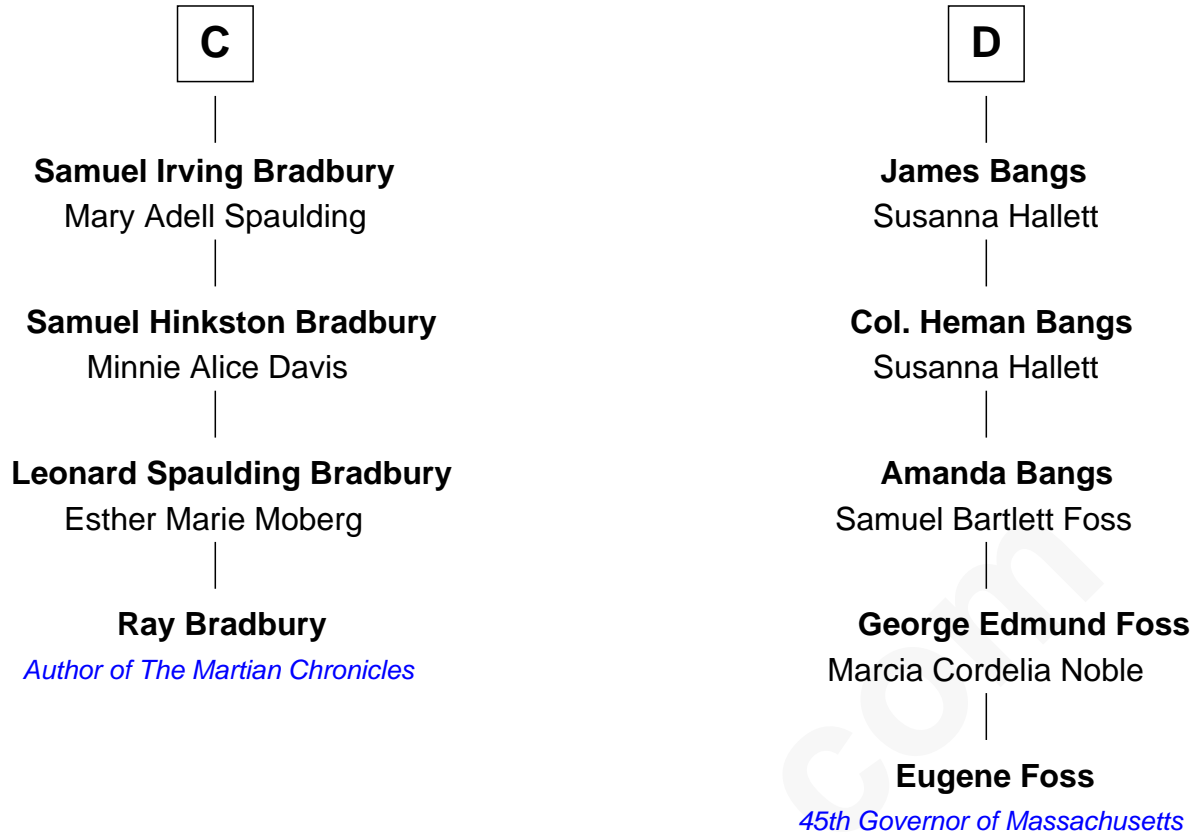 C
Samuel Irving Bradbury
Mary Adell Spaulding
Samuel Hinkston Bradbury
Minnie Alice Davis
Leonard Spaulding Bradbury
Esther Marie Moberg
Ray Bradbury
Author of The Martian Chronicles
D
James Bangs
Susanna Hallett
Col. Heman Bangs
Susanna Hallett
Amanda Bangs
Samuel Bartlett Foss
George Edmund Foss
Marcia Cordelia Noble
Eugene Foss
45th Governor of Massachusetts
com